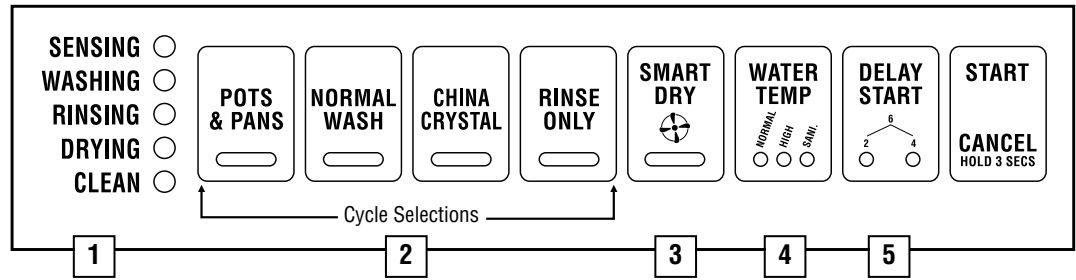 SENSING
WASHING
RINSING
DRYING
CLEAN
POTS
& PANS
NORMAL
WASH
CHINA
CRYSTAL
RINSE
ONLY
SMART
DRY
WATER
TEMP
NORMAL
HIGH
SANI.
DELAY
START
6
2 4
START
CANCEL
HOLD 3 SECS
Cycle Selections
1 2 3 4 5